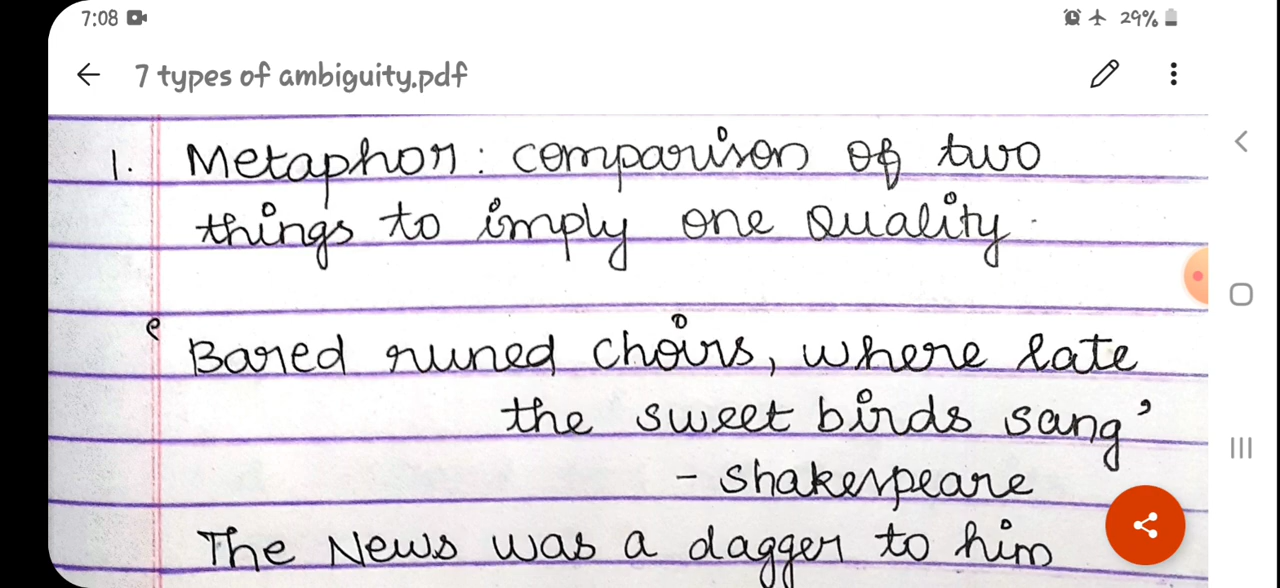 7:08 29%
7 types of ambiguity.pdf
1. Metaphor: comparison of two
things to imply one quality.
'Bared runed choirs, where late
the sweet birds sang'
- Shakespeare
The News was a dagger to him